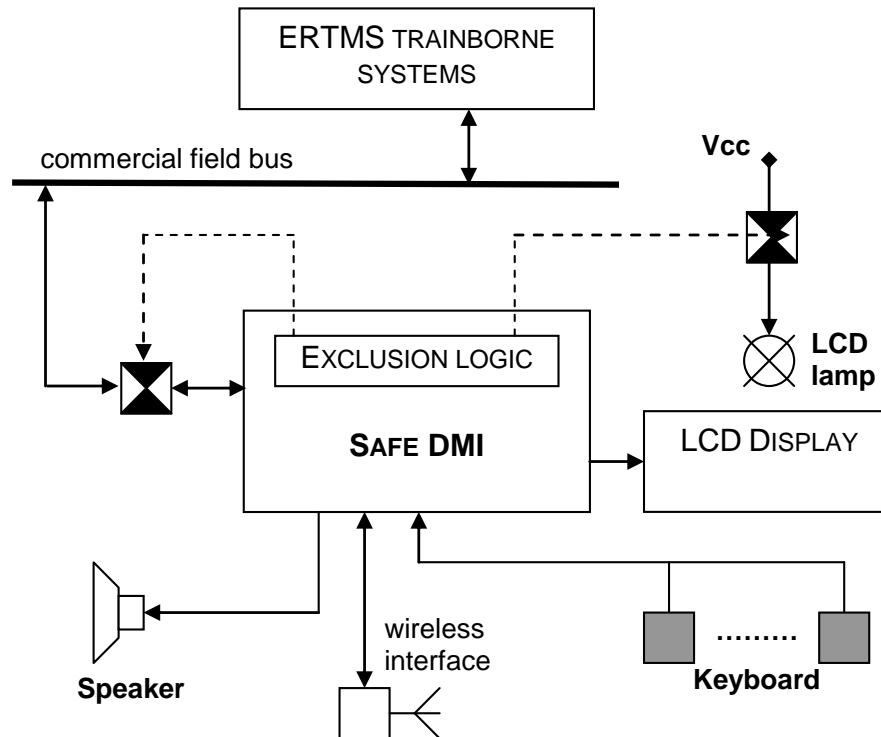 ERTMS TRAINBORNE
SYSTEMS
commercial field bus
Vcc
EXCLUSION LOGIC
LCD
lamp
SAFE DMI
LCD DISPLAY
wireless
interface
.........
Speaker
Keyboard